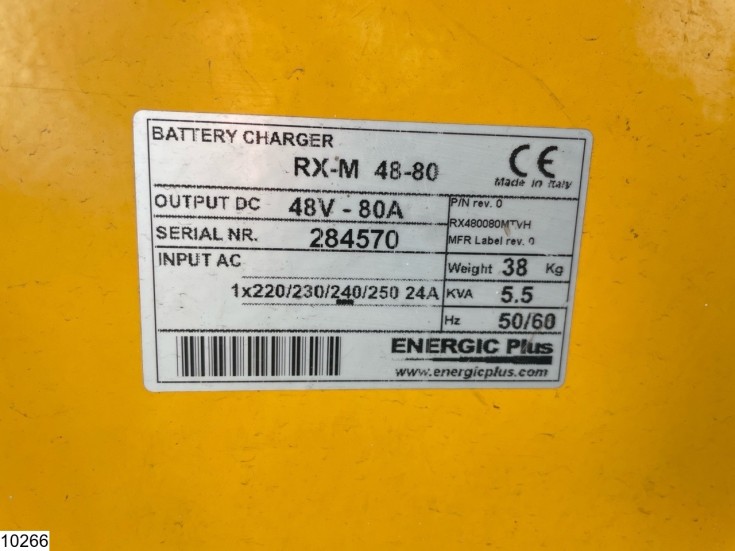 BATTERY CHARGER
RX-M 48-80
CE
Made in Italy
OUTPUT DC 48V - 80A
P/N rev. 0
RX480080MTVH
SERIAL NR. 284570
MFR Label rev. 0
INPUT AC
Weight 38 Kg
1x220/230/240/250 24A
KVA 5.5
Hz 50/60
ENERGIC Plus
www.energicplus.com
10266